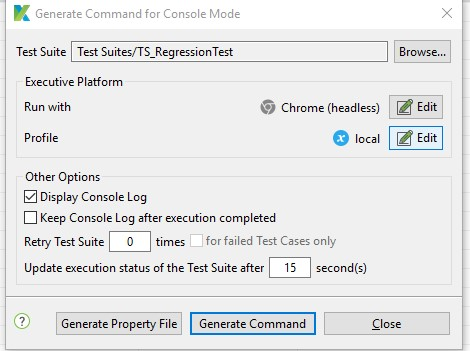 Generate Command for Console Mode
Test Suite Test Suites/TS_RegressionTest Browse...
Executive Platform
Run with Chrome (headless) Edit
Profile x local Edit
Other Options
Display Console Log
Keep Console Log after execution completed
Retry Test Suite 0 times for failed Test Cases only
Update execution status of the Test Suite after 15 second(s)
? Generate Property File Generate Command Close